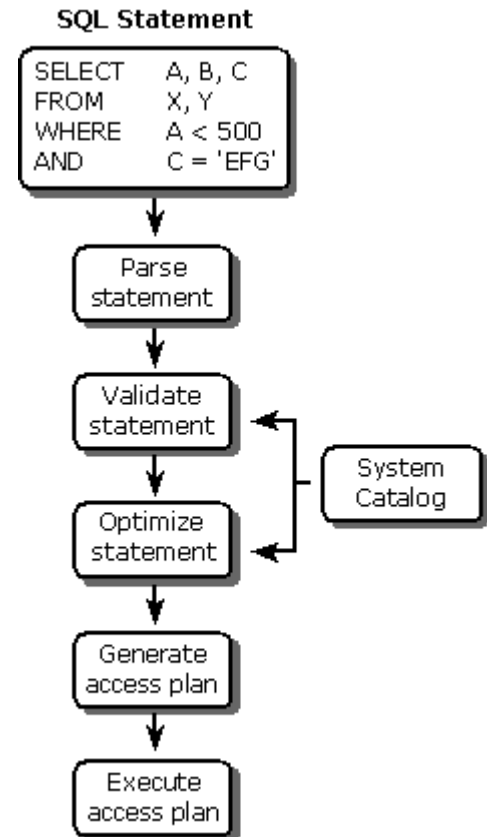 SQL Statement
SELECT A, B, C
FROM X, Y
WHERE A < 500
AND C = 'EFG'
Parse
statement
Validate
statement
System
Catalog
Optimize
statement
Generate
access plan
Execute
access plan